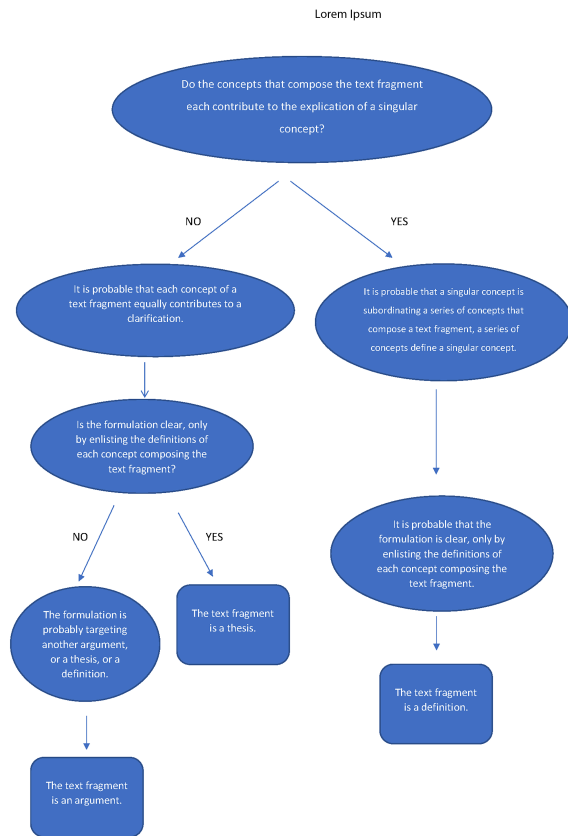 Lorem Ipsum
Do the concepts that compose the text fragment
each contribute to the explication of a singular
concept?
NO
YES
It is probable that each concept of a
text fragment equally contributes to a
clarification.
It is probable that a singular concept is
subordinating a series of concepts that
compose a text fragment, a series of
concepts define a singular concept.
Is the formulation clear, only
by enlisting the definitions of
each concept composing the
text fragment?
NO
YES
It is probable that the
formulation is clear, only by
enlisting the definitions of
each concept composing the
text fragment.
The formulation is
probably targeting
another argument,
or a thesis, or a
definition.
The text fragment
is a thesis.
The text fragment
is a definition.
The text fragment
is an argument.